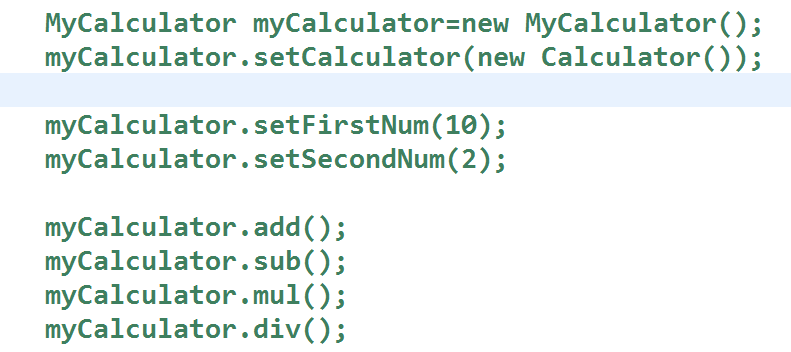 MyCalculator myCalculator=new MyCalculator();
myCalculator.setCalculator(new Calculator());
myCalculator.setFirstNum(10);
myCalculator.setSecondNum(2);
myCalculator.add();
myCalculator.sub();
myCalculator.mul();
myCalculator.div();